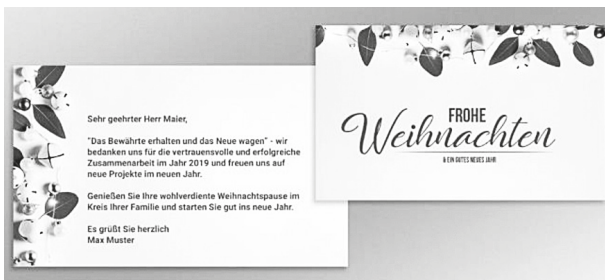 Sehr geehrter Herr Maier,
"Das Bewährte erhalten und das Neue wagen" - wir
bedanken uns für die vertrauensvolle und erfolgreiche
Zusammenarbeit im Jahr 2019 und freuen uns auf
neue Projekte im neuen Jahr.
Genießen Sie Ihre wohlverdiente Weihnachtspause im
Kreis Ihrer Familie und starten Sie gut ins neue Jahr.
Es grüßt Sie herzlich
Max Muster
FROHE
Weihnachten
& EIN GUTES NEUES JAHR